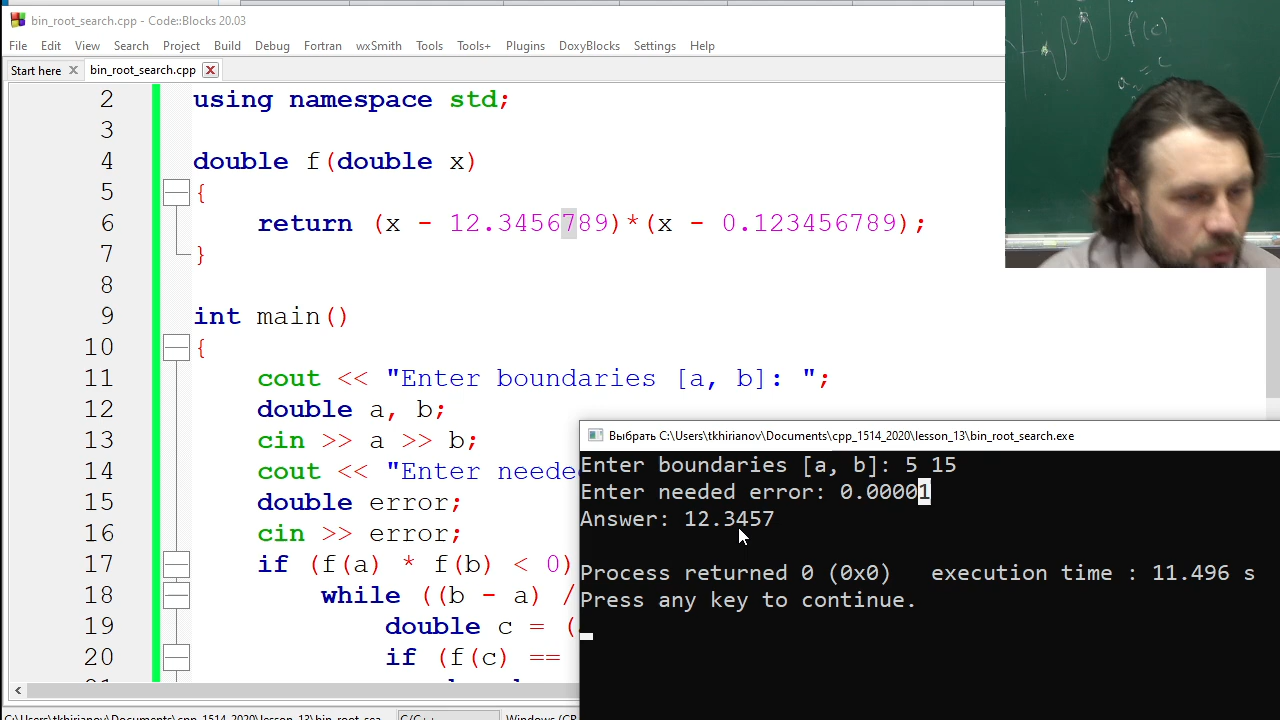 bin_root_search.cpp - Code::Blocks 20.03
File Edit View Search Project Build Debug Fortran wxSmith Tools Tools+ Plugins DoxyBlocks Settings Help
Start here bin_root_search.cpp
2 using namespace std;
3
4 double f(double x)
5 {
6 return (x - 12.3456789)*(x - 0.123456789);
7 }
8
9 int main()
10 {
11 cout << "Enter boundaries [a, b]: ";
12 double a, b;
13 cin >> a >> b;
14 cout << "Enter neede
15 double error;
16 cin >> error;
17 if (f(a) * f(b) < 0)
18 while ((b - a) /
19 double c = (
20 if (f(c) ==
Выбрать C:\Users\tkhirianov\Documents\cpp_1514_2020\lesson_13\bin_root_search.exe
Enter boundaries [a, b]: 5 15
Enter needed error: 0.00001
Answer: 12.3457
Process returned 0 (0x0) execution time : 11.496 s
Press any key to continue.
f(c)